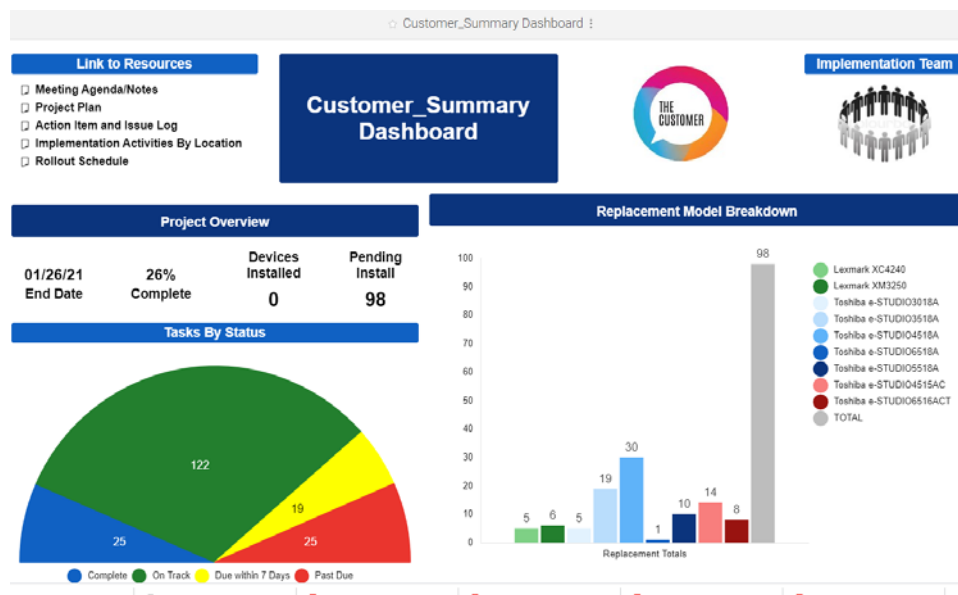 Customer_Summary Dashboard
Link to Resources
Meeting Agenda/Notes
Project Plan
Action Item and Issue Log
Implementation Activities By Location
Rollout Schedule
Customer_Summary
Dashboard
THE
CUSTOMER
Implementation Team
Project Overview
01/26/21
End Date
26%
Complete
Devices
Installed
0
Pending
Install
98
Tasks By Status
122
19
25
25
Complete
On Track
Due within 7 Days
Past Due
Replacement Model Breakdown
100
90
80
70
60
50
40
30
20
10
0
5
6
5
19
30
1
10
14
8
98
Replacement Totals
Lexmark XC4240
Lexmark XM3250
Toshiba e-STUDIO3018A
Toshiba e-STUDIO3518A
Toshiba e-STUDIO4518A
Toshiba e-STUDIO6518A
Toshiba e-STUDIO5518A
Toshiba e-STUDIO4515AC
Toshiba e-STUDIO6516ACT
TOTAL